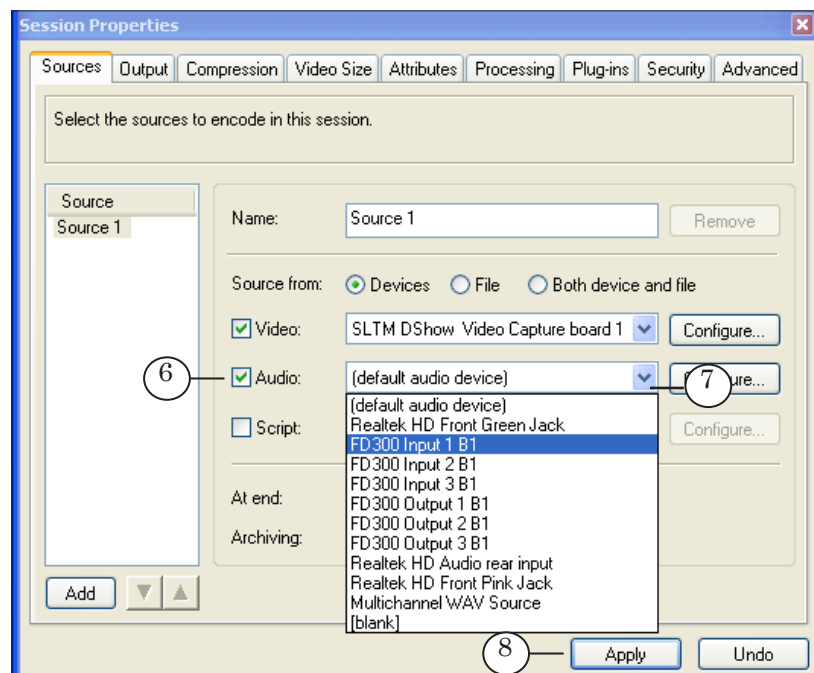 Session Properties
Sources Output Compression Video Size Attributes Processing Plug-ins Security Advanced
Select the sources to encode in this session.
Source
Source 1
Name: Source 1 Remove
Source from: Devices File Both device and file
Video: SLTM DShow Video Capture board 1 Configure...
6 Audio: (default audio device) 7
(default audio device)
Realtek HD Front Green Jack
Script: Configure...
FD300 Input 1 B1
FD300 Input 2 B1
FD300 Input 3 B1
At end:
FD300 Output 1 B1
FD300 Output 2 B1
Archiving:
FD300 Output 3 B1
Realtek HD Audio rear input
Realtek HD Front Pink Jack
Multichannel WAV Source
[blank]
Add
8 Apply Undo